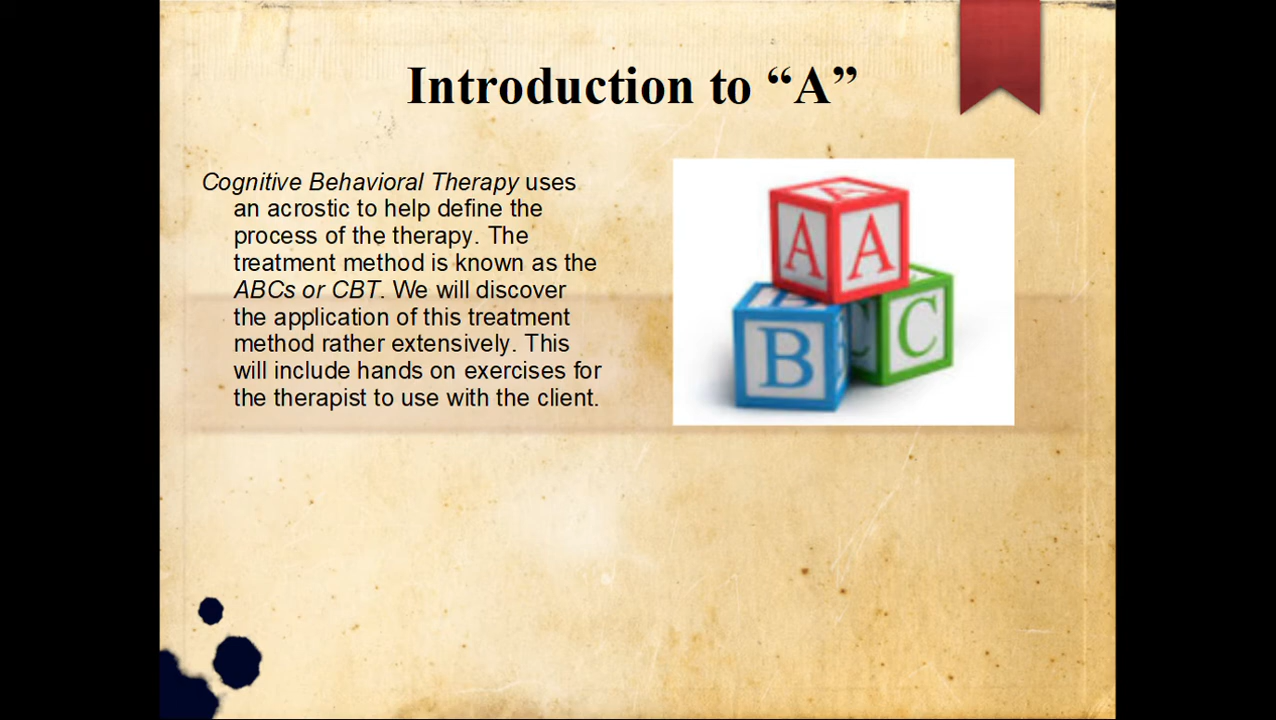 Introduction to “A”
Cognitive Behavioral Therapy uses
an acrostic to help define the
process of the therapy. The
treatment method is known as the
ABCs or CBT. We will discover
the application of this treatment
method rather extensively. This
will include hands on exercises for
the therapist to use with the client.
A
A A
B
B
C